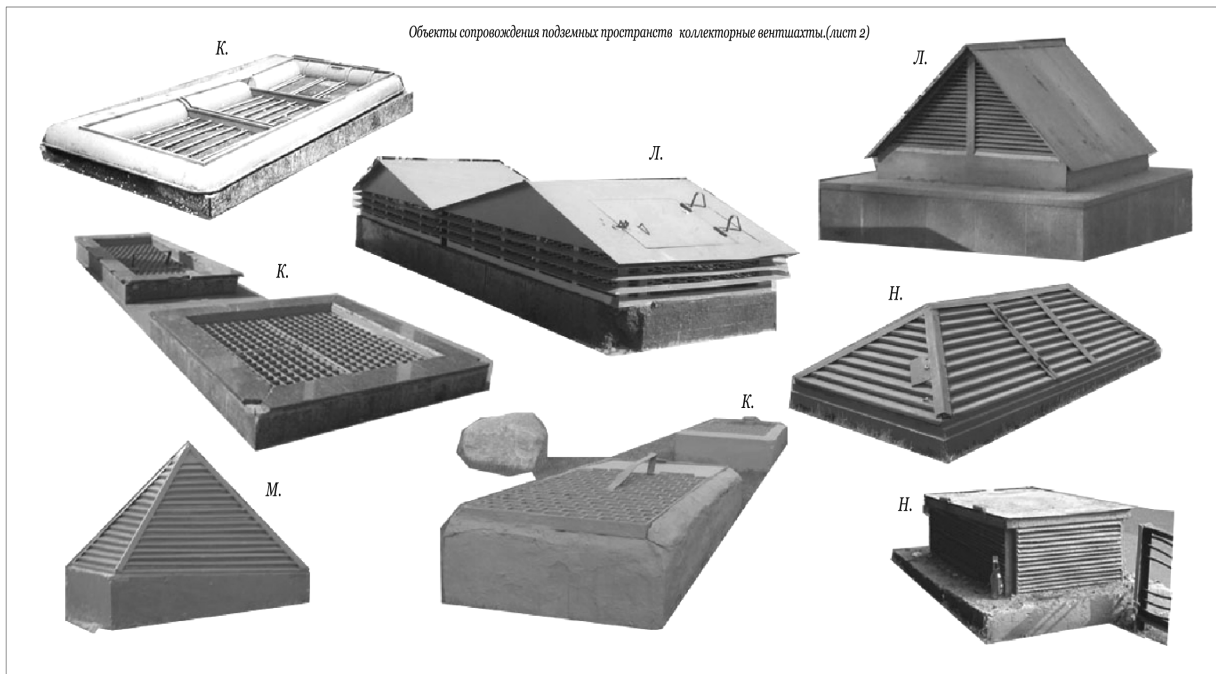 Объекты сопровождения подземных пространств коллекторные вентшахты.(лист 2)
К.
Л.
Л.
К.
Н.
К.
М.
Н.